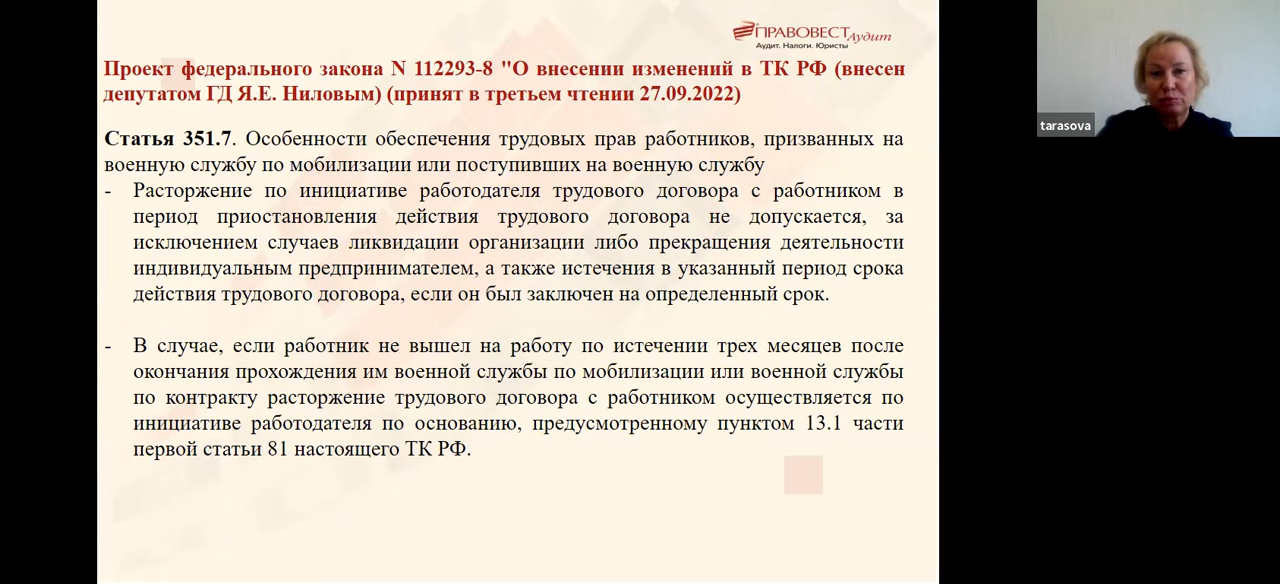 ПРАВОВЕСТ Аудит
Аудит. Налоги. Юристы
Проект федерального закона N 112293-8 "О внесении изменений в ТК РФ (внесен
депутатом ГД Я.Е. Ниловым) (принят в третьем чтении 27.09.2022)
Статья 351.7. Особенности обеспечения трудовых прав работников, призванных на
военную службу по мобилизации или поступивших на военную службу
- Расторжение по инициативе работодателя трудового договора с работником в
период приостановления действия трудового договора не допускается, за
исключением случаев ликвидации организации либо прекращения деятельности
индивидуальным предпринимателем, а также истечения в указанный период срока
действия трудового договора, если он был заключен на определенный срок.
- В случае, если работник не вышел на работу по истечении трех месяцев после
окончания прохождения им военной службы по мобилизации или военной службы
по контракту расторжение трудового договора с работником осуществляется по
инициативе работодателя по основанию, предусмотренному пунктом 13.1 части
первой статьи 81 настоящего ТК РФ.
tarasova